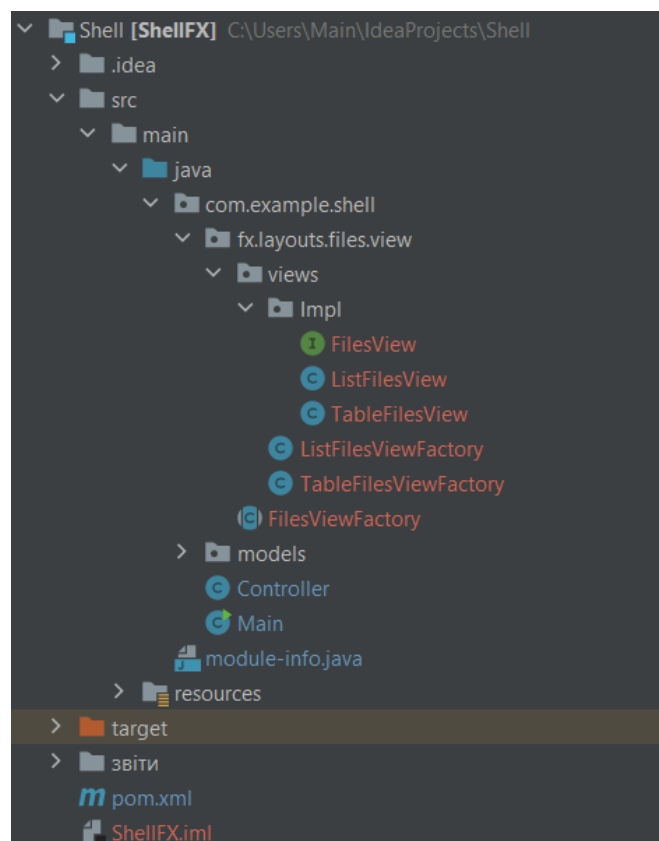 Shell [ShellFX] C:\Users\Main\IdeaProjects\Shell
.idea
src
main
java
com.example.shell
fx.layouts.files.view
views
Impl
I FilesView
C ListFilesView
C TableFilesView
C ListFilesViewFactory
C TableFilesViewFactory
C FilesViewFactory
models
C Controller
C Main
module-info.java
resources
target
звіти
m pom.xml
ShellFX.iml